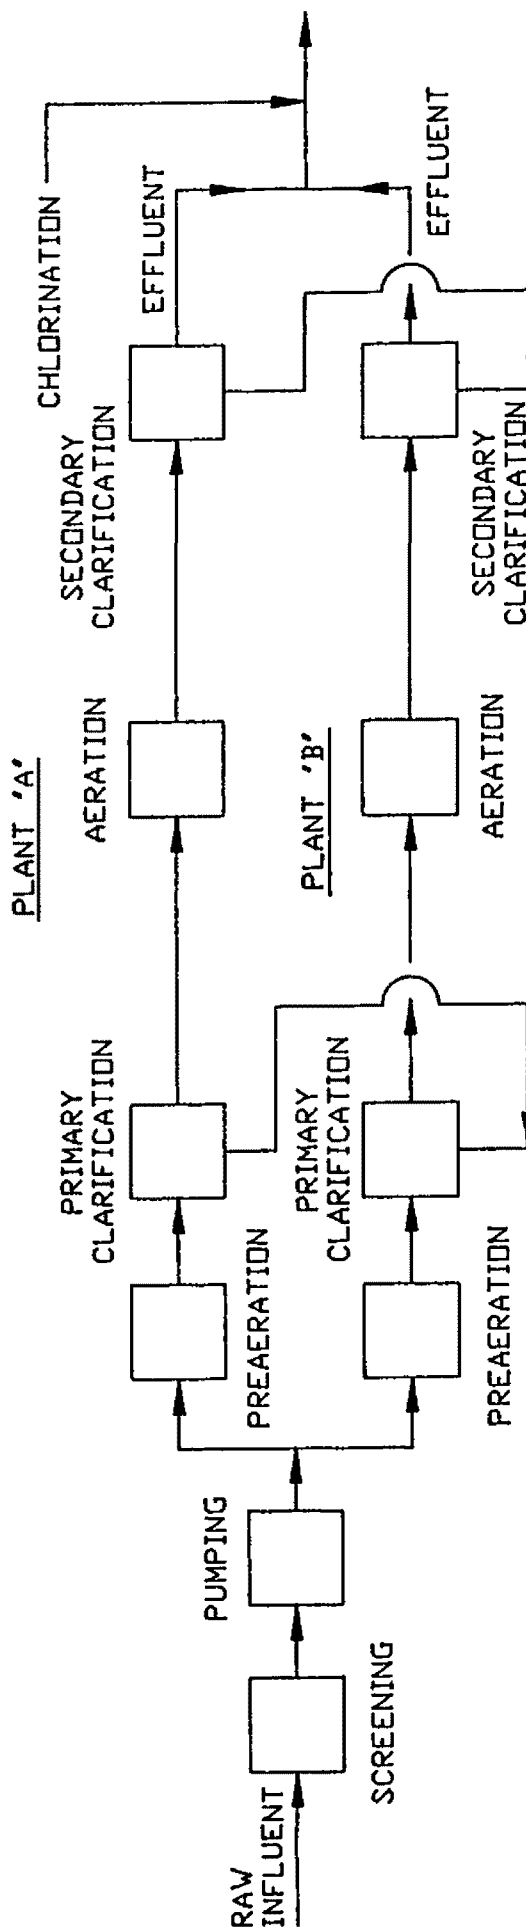 RAW
INFLUENT
SCREENING
PUMPING
PLANT 'A'
PREAERATION
PRIMARY
CLARIFICATION
AERATION
SECONDARY
CLARIFICATION
EFFLUENT
CHLORINATION
PLANT 'B'
PREAERATION
PRIMARY
CLARIFICATION
AERATION
SECONDARY
CLARIFICATION
EFFLUENT